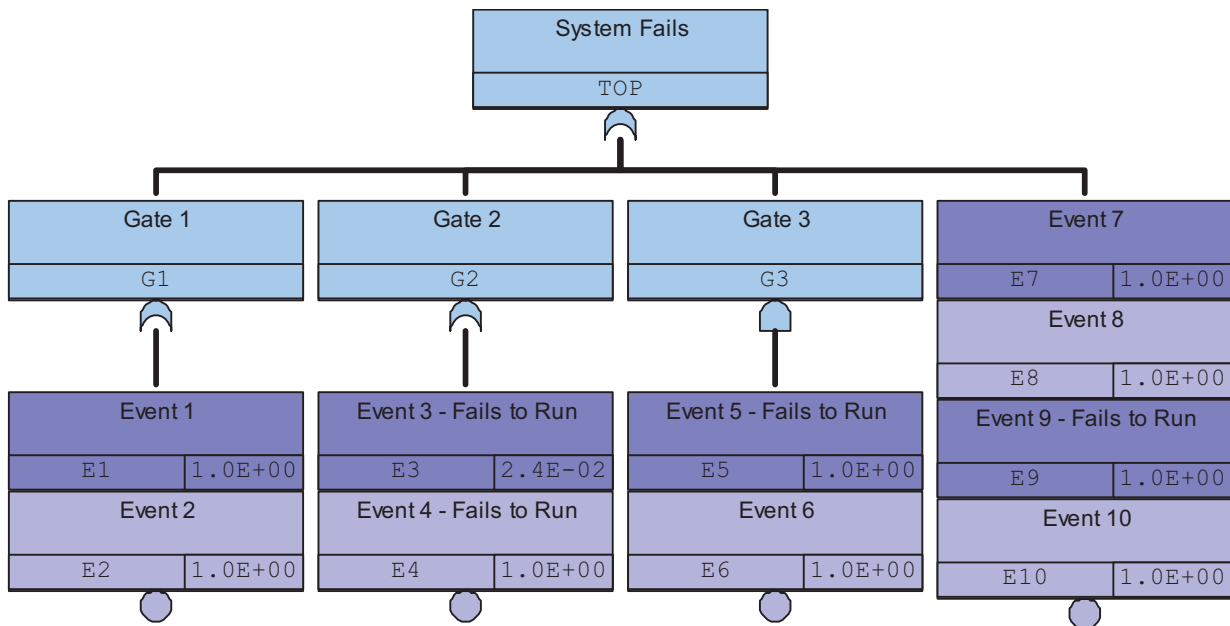 System Fails
TOP
Gate 1
G1
Gate 2
G2
Gate 3
G3
Event 7
E7 1.0E+00
Event 8
E8 1.0E+00
Event 9 - Fails to Run
E9 1.0E+00
Event 10
E10 1.0E+00
Event 1
E1 1.0E+00
Event 2
E2 1.0E+00
Event 3 - Fails to Run
E3 2.4E-02
Event 4 - Fails to Run
E4 1.0E+00
Event 5 - Fails to Run
E5 1.0E+00
Event 6
E6 1.0E+00